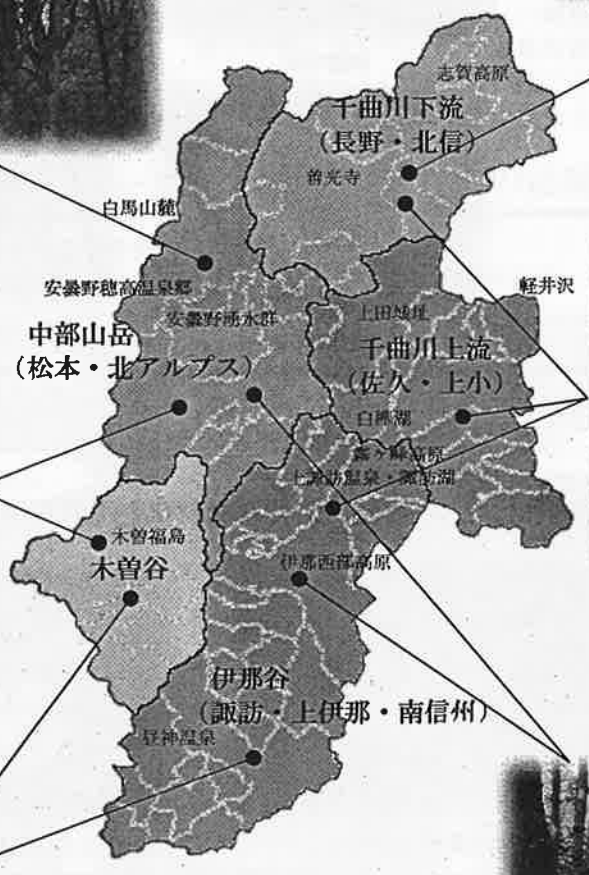 志賀高原
千曲川下流
（長野・北信）
善光寺
白馬山麓
安曇野穂高温泉郷
軽井沢
安曇野湧水群
上田城址
中部山岳
（松本・北アルプス）
千曲川上流
（佐久・上小）
白樺湖
霧ヶ峰高原
上諏訪温泉・諏訪湖
木曽福島
木曽谷
伊那西部高原
伊那谷
（諏訪・上伊那・南信州）
昼神温泉